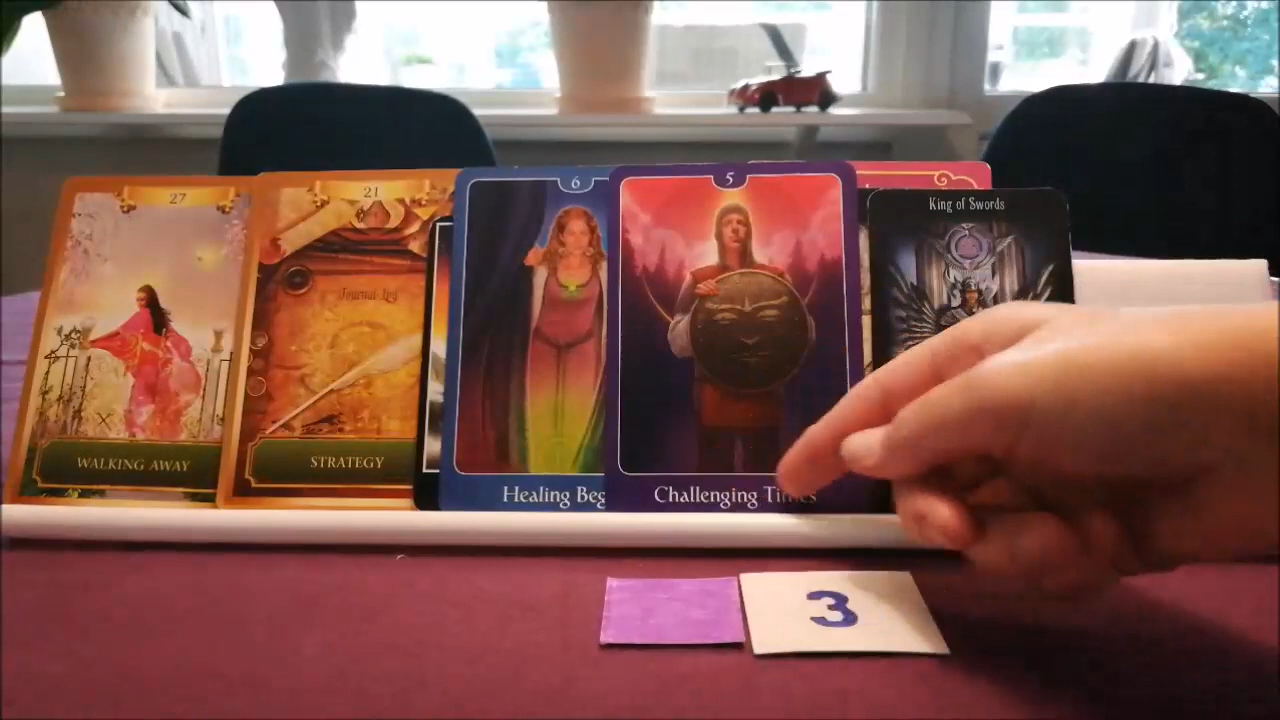 27
WALKING AWAY
21
Journal Log
STRATEGY
6
Healing Beg
5
Challenging Times
King of Swords
3